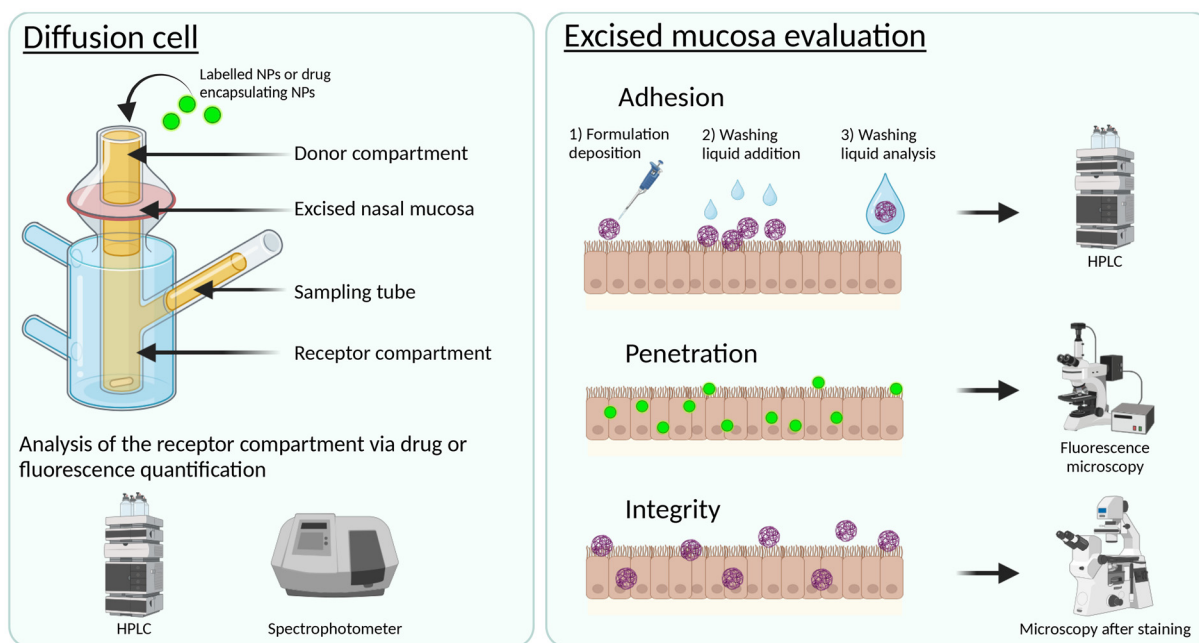 Diffusion cell
Labelled NPs or drug
encapsulating NPs
Donor compartment
Excised nasal mucosa
Sampling tube
Receptor compartment
Analysis of the receptor compartment via drug or
fluorescence quantification
HPLC
Spectrophotometer
Excised mucosa evaluation
Adhesion
1) Formulation
deposition
2) Washing
liquid addition
3) Washing
liquid analysis
HPLC
Penetration
Fluorescence
microscopy
Integrity
Microscopy after staining